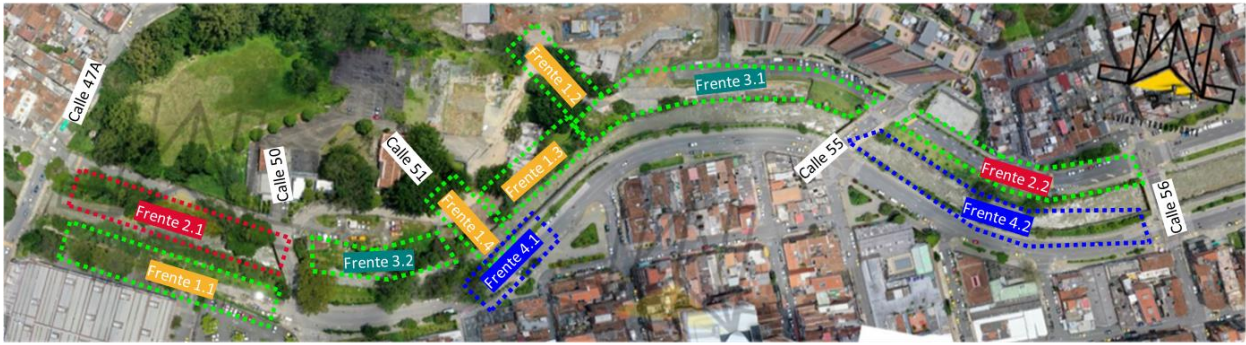 Calle 47A
Frente 2.1
Frente 1.1
Calle 50
Frente 3.2
Calle 51
Frente 1.4
Frente 4.1
Frente 1.3
Frente 1.2
Frente 3.1
Calle 55
Frente 2.2
Frente 4.2
Calle 56